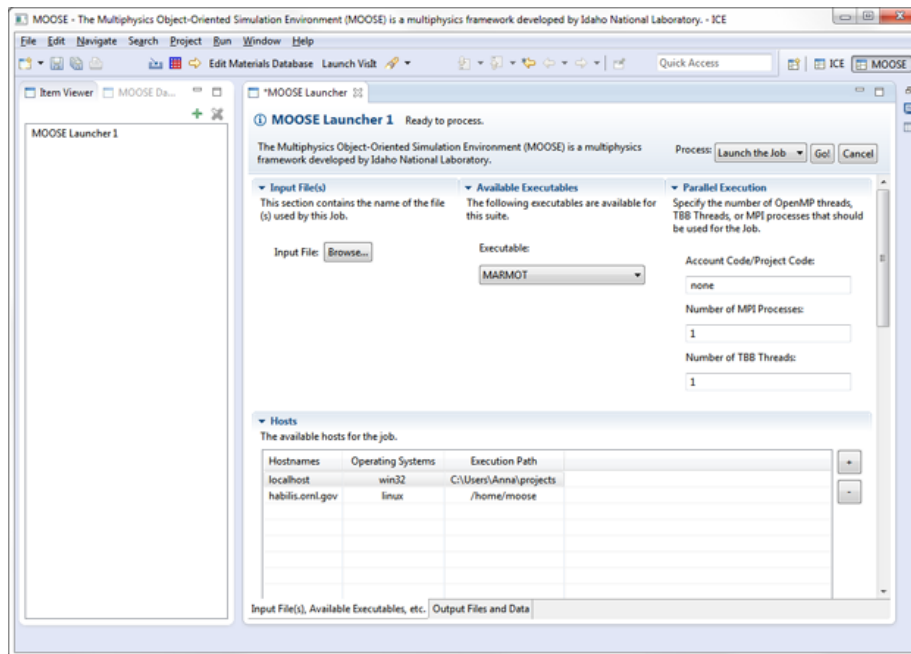 MOOSE - The Multiphysics Object-Oriented Simulation Environment (MOOSE) is a multiphysics framework developed by Idaho National Laboratory. - ICE
File Edit Navigate Search Project Run Window Help
Edit Materials Database Launch VisIt Quick Access ICE MOOSE
Item Viewer MOOSE Da... *MOOSE Launcher
MOOSE Launcher 1
MOOSE Launcher 1 Ready to process.
The Multiphysics Object-Oriented Simulation Environment (MOOSE) is a multiphysics
framework developed by Idaho National Laboratory.
Process: Launch the Job Go! Cancel
Input File(s)
This section contains the name of the file
(s) used by this Job.
Input File: Browse...
Available Executables
The following executables are available for
this suite.
Executable:
MARMOT
Parallel Execution
Specify the number of OpenMP threads,
TBB Threads, or MPI processes that should
be used for the Job.
Account Code/Project Code:
none
Number of MPI Processes:
1
Number of TBB Threads:
1
Hosts
The available hosts for the job.
Hostnames Operating Systems Execution Path
localhost win32 C:\Users\Anna\projects
habilis.ornl.gov linux /home/moose
+
-
Input File(s), Available Executables, etc. Output Files and Data